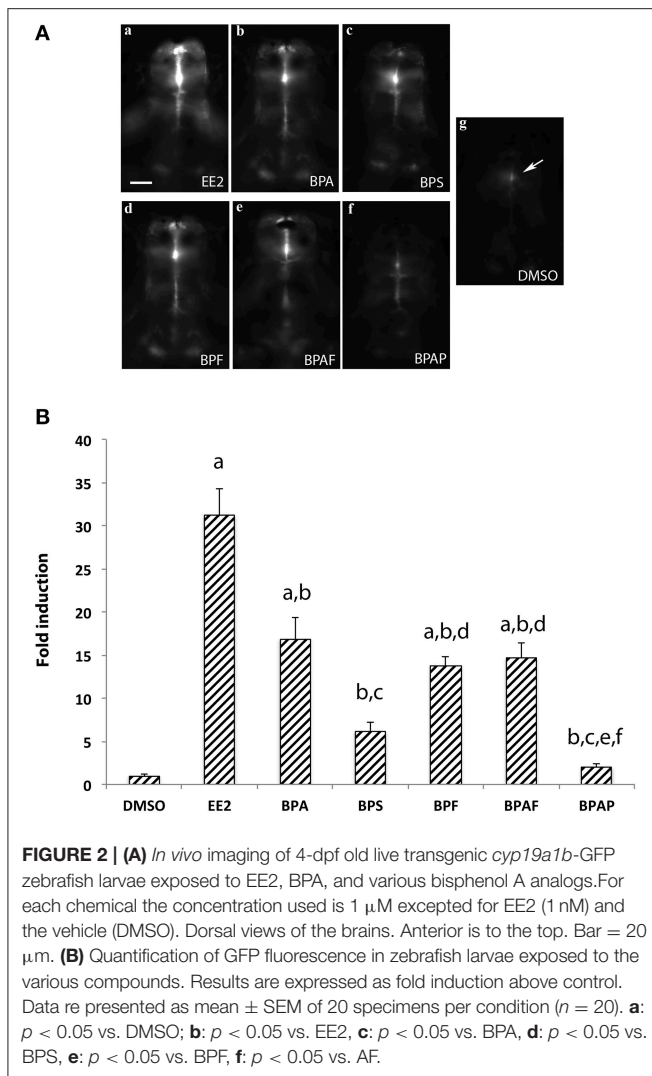 A
a
b
c
EE2
BPA
BPS
g
DMSO
d
e
f
BPF
BPAF
BPAP
B
40
35
30
25
20
15
10
5
0
Fold induction
a
a,b
b,c
a,b,d
a,b,d
b,c,e,f
DMSO EE2 BPA BPS BPF BPAF BPAP
FIGURE 2 | (A) In vivo imaging of 4-dpf old live transgenic cyp19a1b-GFP
zebrafish larvae exposed to EE2, BPA, and various bisphenol A analogs.For
each chemical the concentration used is 1 μM excepted for EE2 (1 nM) and
the vehicle (DMSO). Dorsal views of the brains. Anterior is to the top. Bar = 20
μm. (B) Quantification of GFP fluorescence in zebrafish larvae exposed to the
various compounds. Results are expressed as fold induction above control.
Data re presented as mean ± SEM of 20 specimens per condition (n = 20). a:
p < 0.05 vs. DMSO; b: p < 0.05 vs. EE2, c: p < 0.05 vs. BPA, d: p < 0.05 vs.
BPS, e: p < 0.05 vs. BPF, f: p < 0.05 vs. AF.